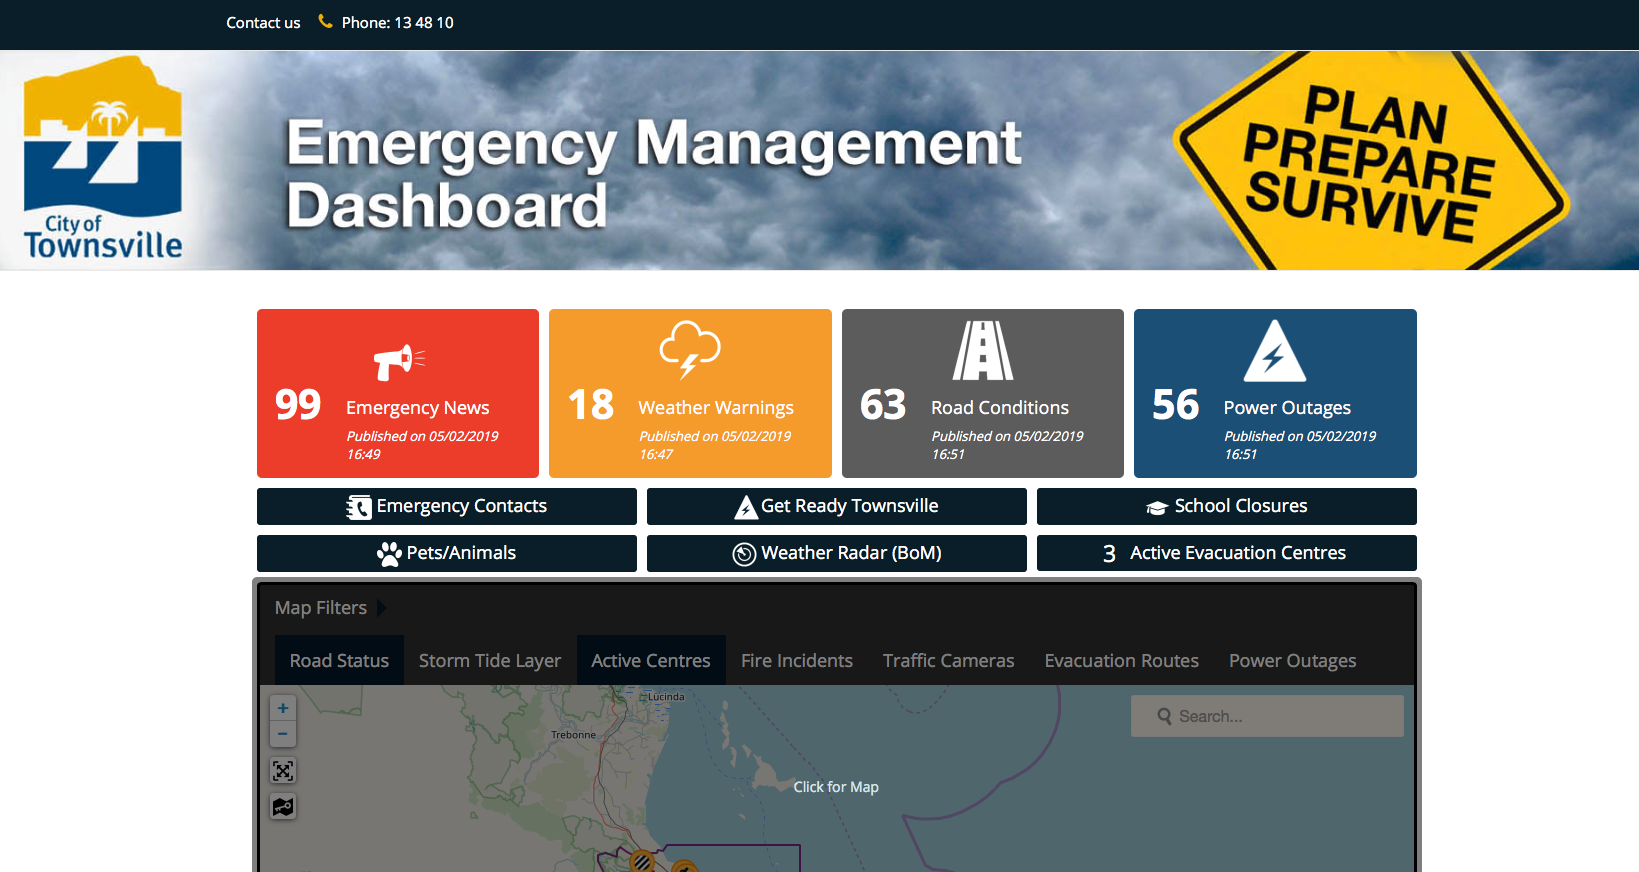 Contact us Phone: 13 48 10
City of
Townsville
Emergency Management
Dashboard
PLAN
PREPARE
SURVIVE
99 Emergency News
Published on 05/02/2019
16:49
18 Weather Warnings
Published on 05/02/2019
16:47
63 Road Conditions
Published on 05/02/2019
16:51
56 Power Outages
Published on 05/02/2019
16:51
Emergency Contacts
Get Ready Townsville
School Closures
Pets/Animals
Weather Radar (BoM)
3 Active Evacuation Centres
Map Filters
Road Status Storm Tide Layer Active Centres Fire Incidents Traffic Cameras Evacuation Routes Power Outages
+
−
Lucinda
Search...
Trebonne
Click for Map